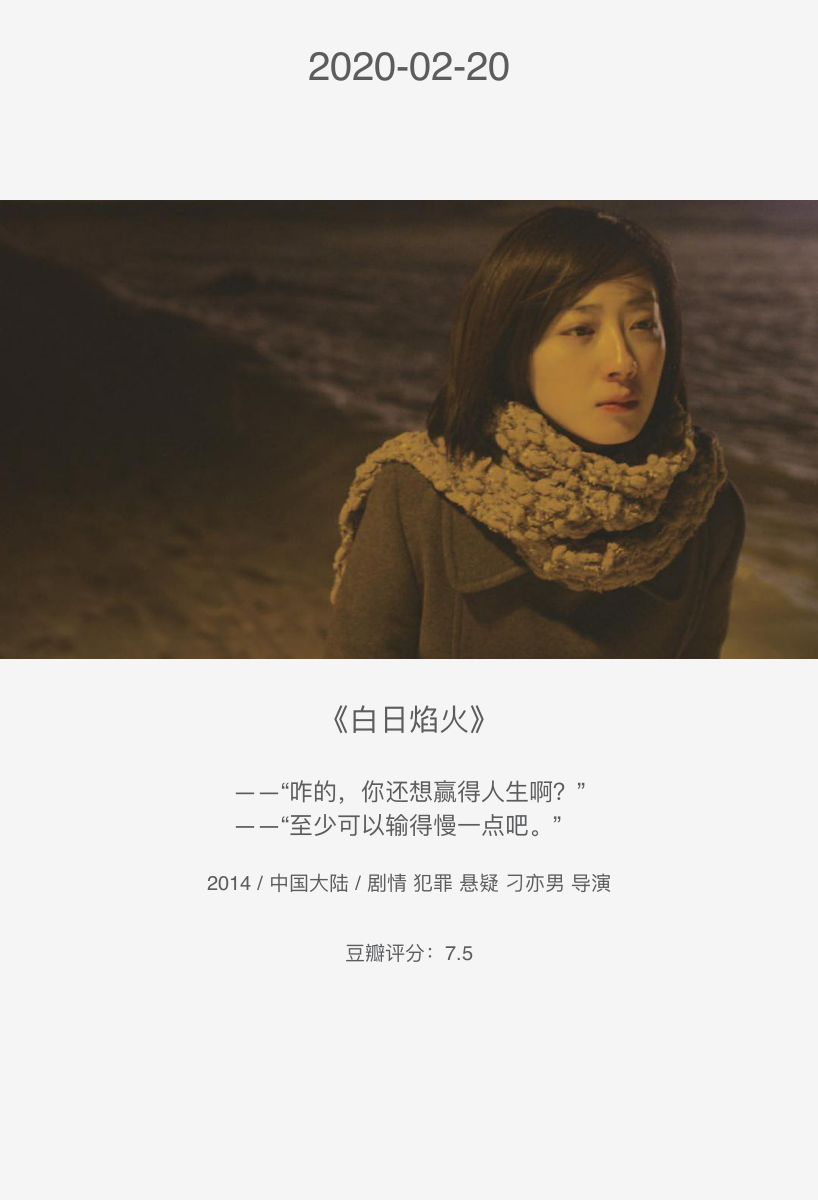 2020-02-20
《白日焰火》
——“咋的，你还想赢得人生啊？”
——“至少可以输得慢一点吧。”
2014 / 中国大陆 / 剧情 犯罪 悬疑 刁亦男 导演
豆瓣评分：7.5